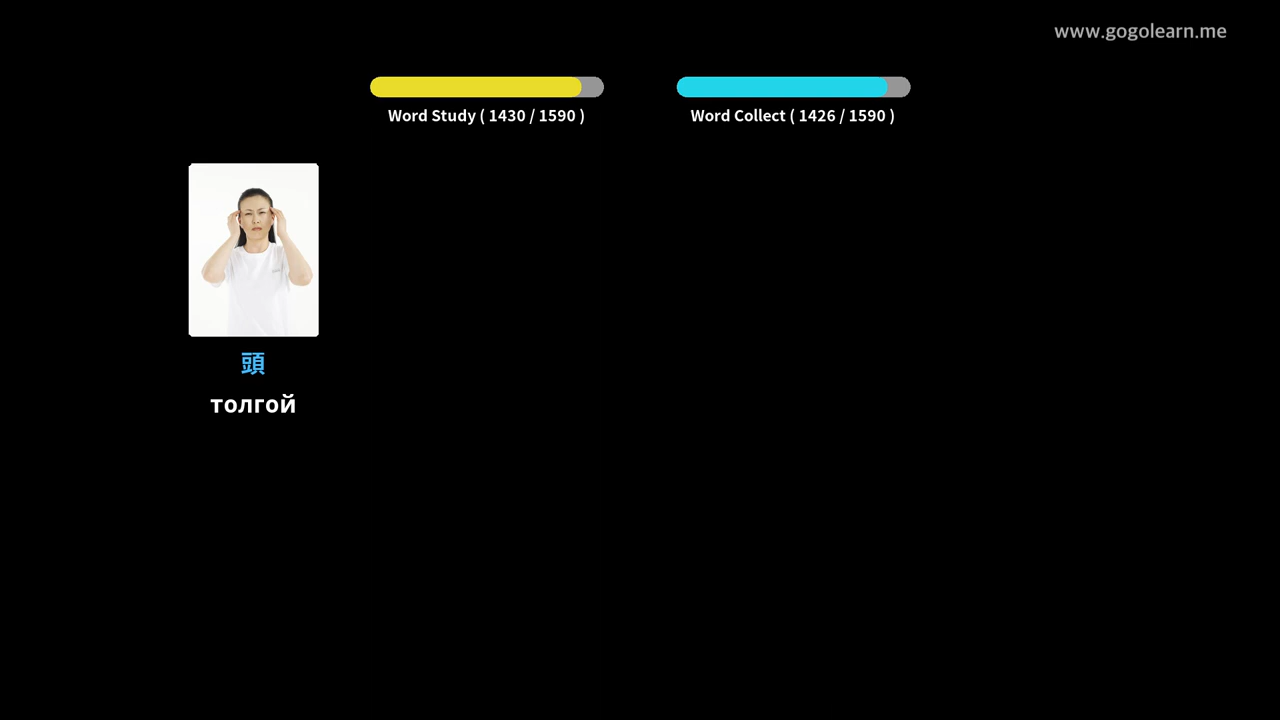 www.gogolearn.me
Word Study ( 1430 / 1590 )
Word Collect ( 1426 / 1590 )
頭
толгой